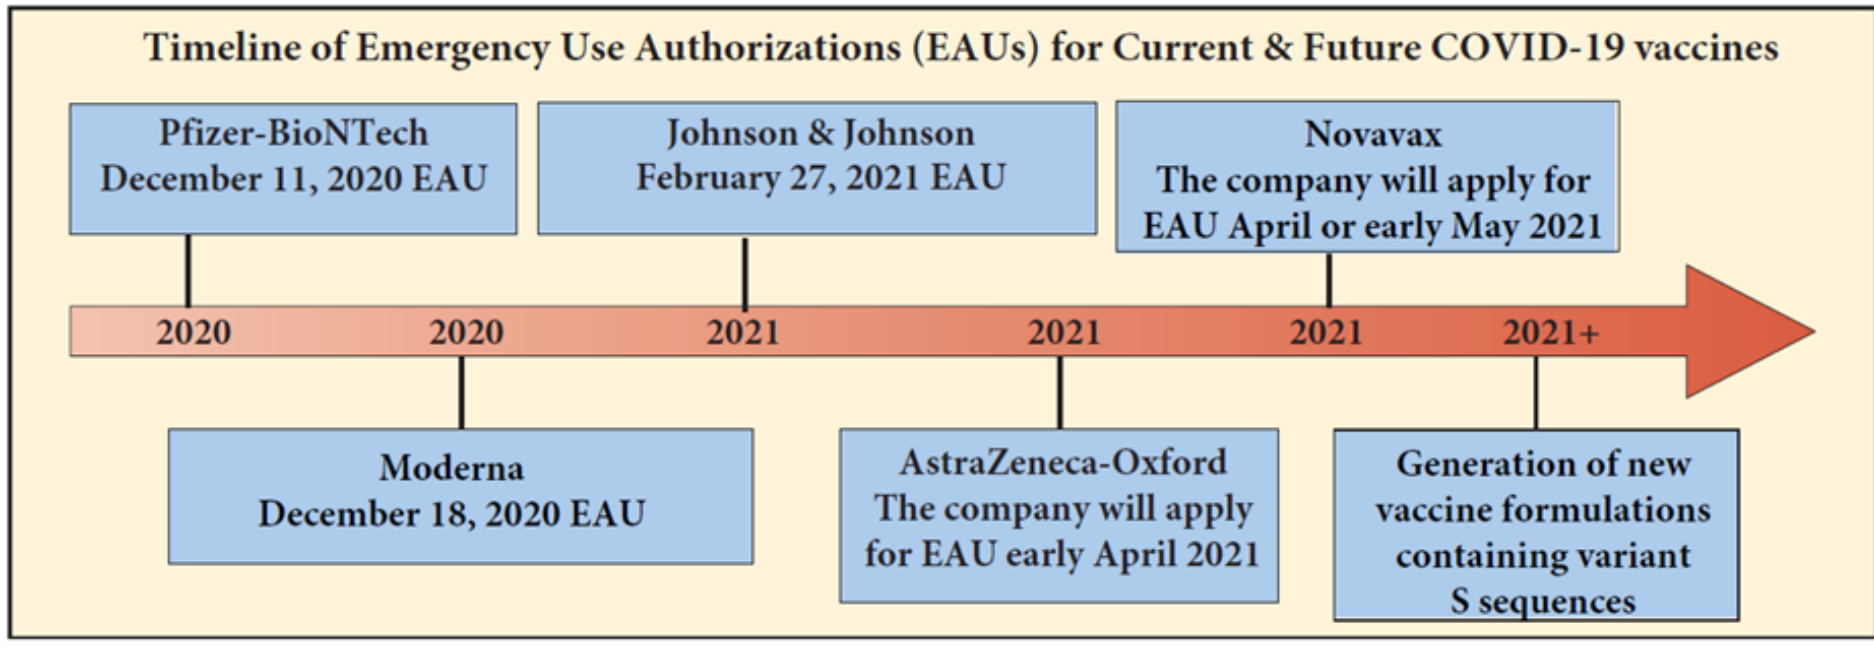 Timeline of Emergency Use Authorizations (EAUs) for Current & Future COVID-19 vaccines
Pfizer-BioNTech
December 11, 2020 EAU
Johnson & Johnson
February 27, 2021 EAU
Novavax
The company will apply for
EAU April or early May 2021
2020
2020
2021
2021
2021
2021+
Moderna
December 18, 2020 EAU
AstraZeneca-Oxford
The company will apply
for EAU early April 2021
Generation of new
vaccine formulations
containing variant
S sequences